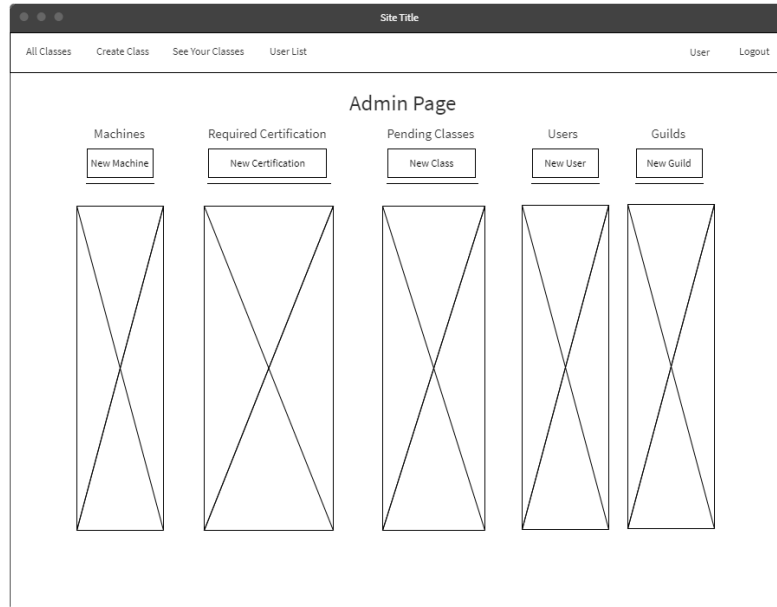 Site Title
All Classes Create Class See Your Classes User List User Logout
Admin Page
Machines Required Certification Pending Classes Users Guilds
New Machine New Certification New Class New User New Guild